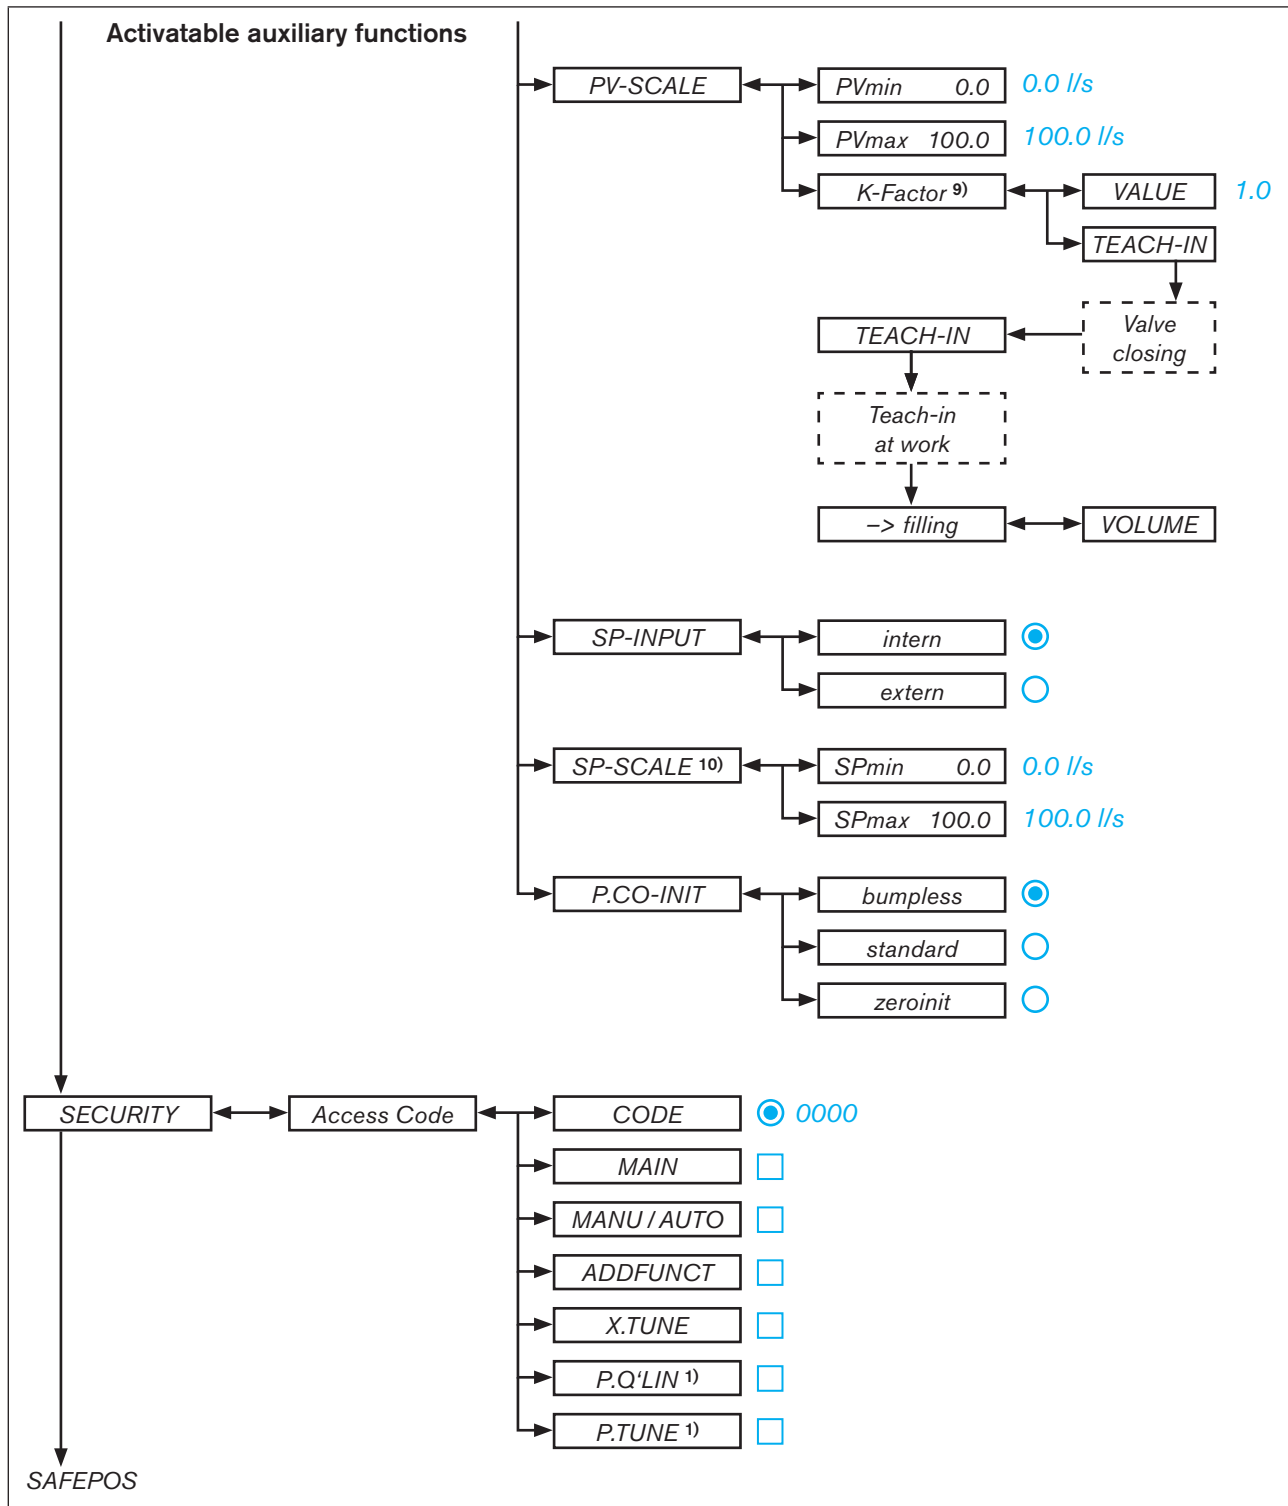 Activatable auxiliary functions
PV-SCALE
PVmin 0.0
0.0 l/s
PVmax 100.0
100.0 l/s
K-Factor 9)
VALUE
1.0
TEACH-IN
Valve
closing
TEACH-IN
Teach-in
at work
–> filling
VOLUME
SP-INPUT
intern
extern
SP-SCALE 10)
SPmin 0.0
0.0 l/s
SPmax 100.0
100.0 l/s
P.CO-INIT
bumpless
standard
zeroinit
SECURITY
Access Code
CODE
0000
MAIN
MANU / AUTO
ADDFUNCT
X.TUNE
P.Q‘LIN 1)
P.TUNE 1)
SAFEPOS